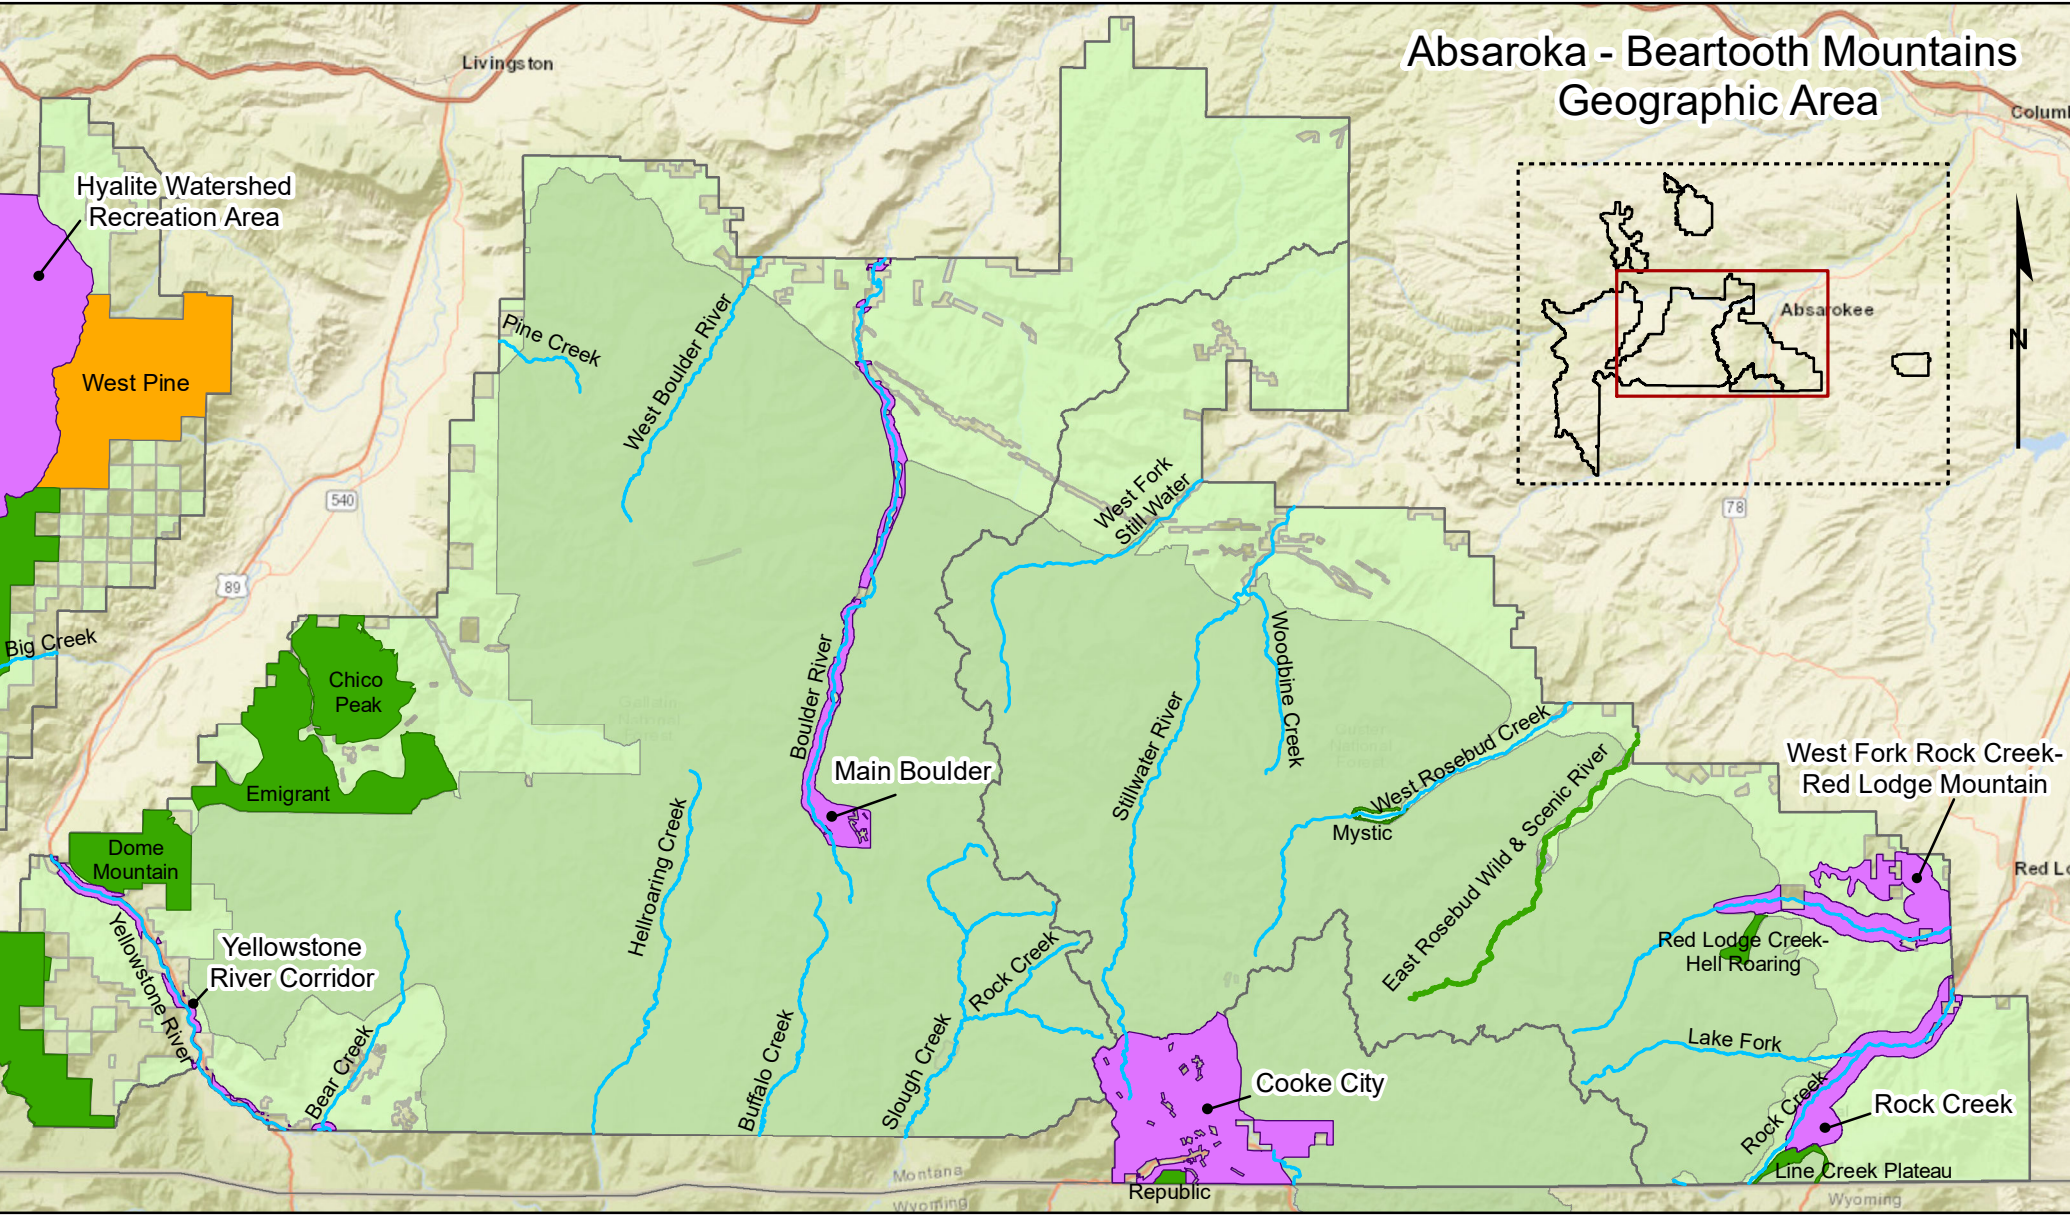 Absaroka - Beartooth Mountains
Geographic Area
Livingston
Hyalite Watershed
Recreation Area
West Pine
Pine Creek
West Boulder River
Absarokee
N
540
89
78
West Fork
Still Water
Big Creek
Chico
Peak
Emigrant
Dome
Mountain
Boulder River
Main Boulder
Stillwater River
Woodbine Creek
West Rosebud Creek
Mystic
East Rosebud Wild & Scenic River
West Fork Rock Creek-
Red Lodge Mountain
Red Lodge Creek-
Hell Roaring
Yellowstone
River Corridor
Yellowstone River
Bear Creek
Hellroaring Creek
Buffalo Creek
Slough Creek
Rock Creek
Cooke City
Republic
Lake Fork
Rock Creek
Rock Creek
Line Creek Plateau
Montana
Wyoming
Wyoming